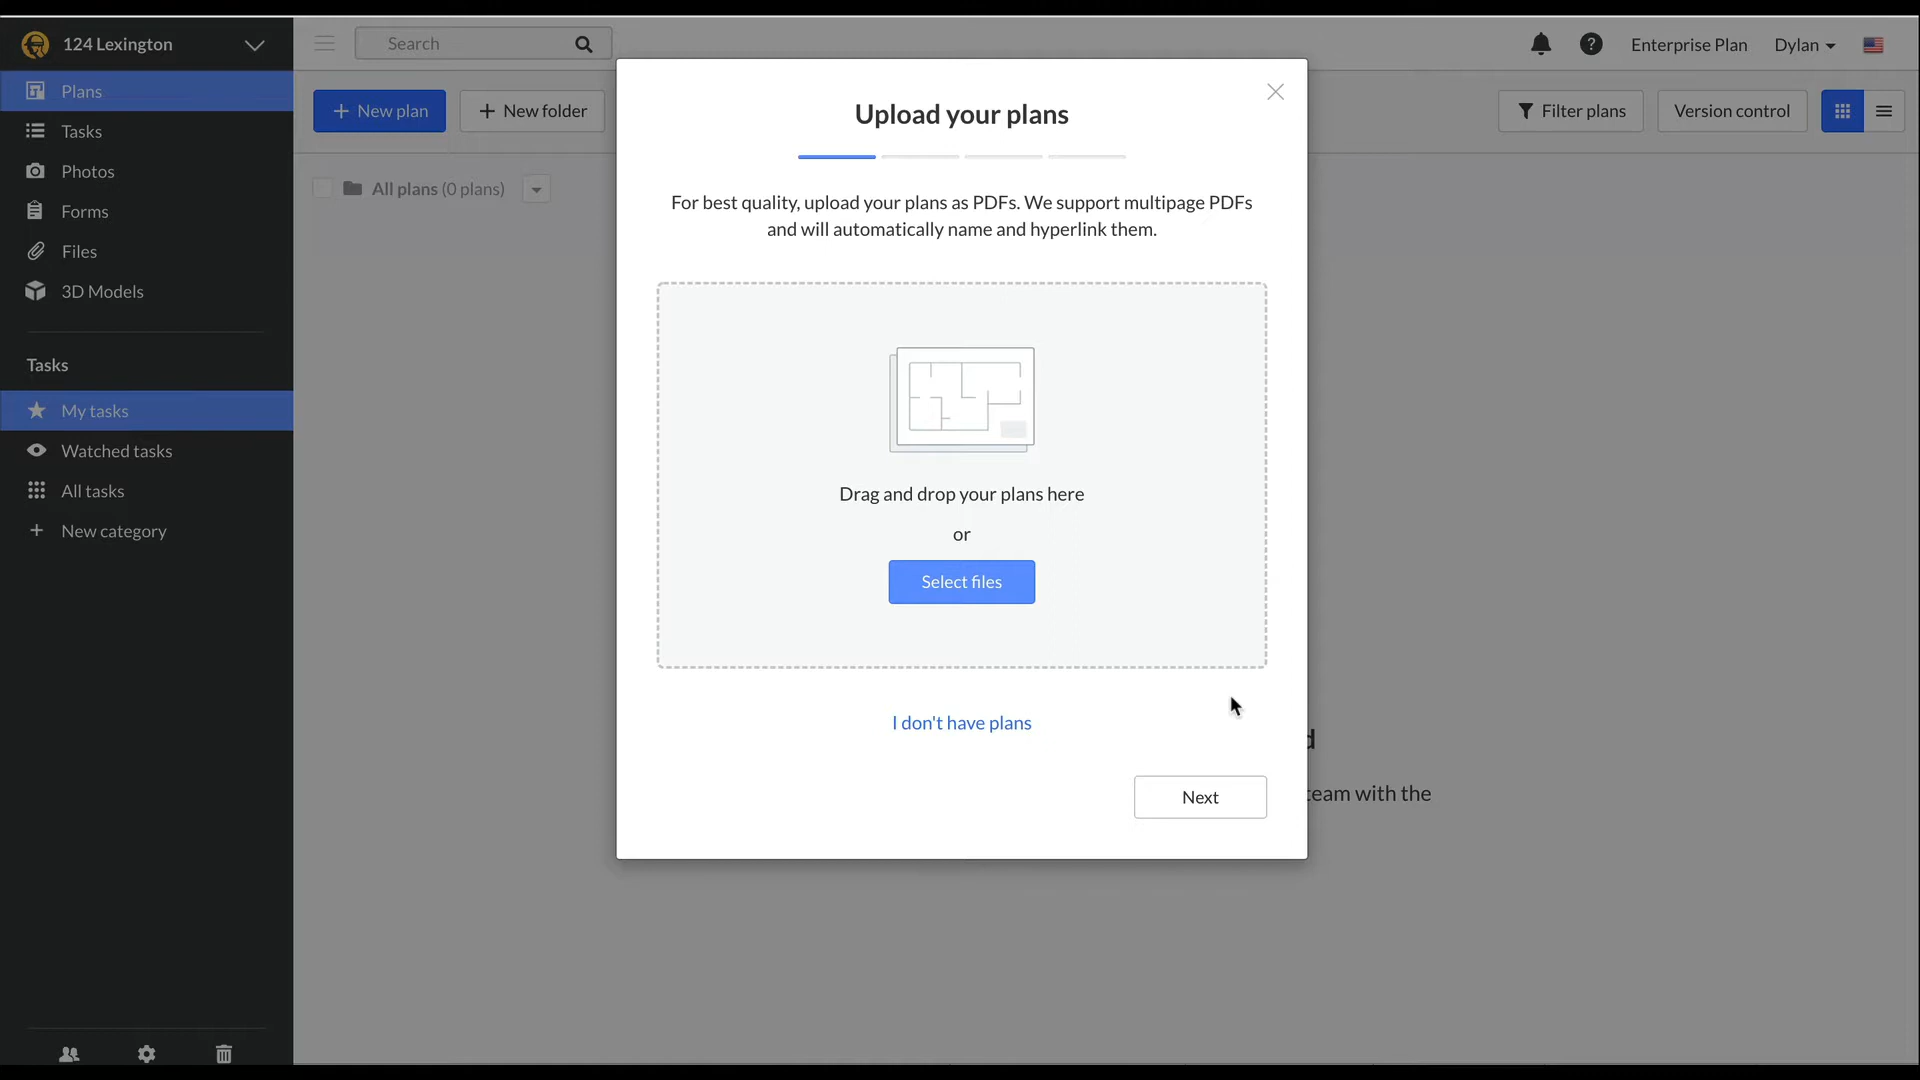 124 Lexington
Search
Enterprise Plan
Dylan
Plans
Tasks
Photos
Forms
Files
3D Models
Tasks
My tasks
Watched tasks
All tasks
New category
+ New plan
+ New folder
Filter plans
Version control
All plans (0 plans)
Upload your plans
For best quality, upload your plans as PDFs. We support multipage PDFs
and will automatically name and hyperlink them.
Drag and drop your plans here
or
Select files
I don't have plans
Next
d
team with the